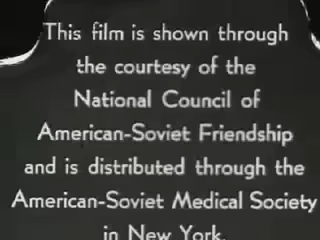 This film is shown through
the courtesy of the
National Council of
American-Soviet Friendship
and is distributed through the
American-Soviet Medical Society
in New York.